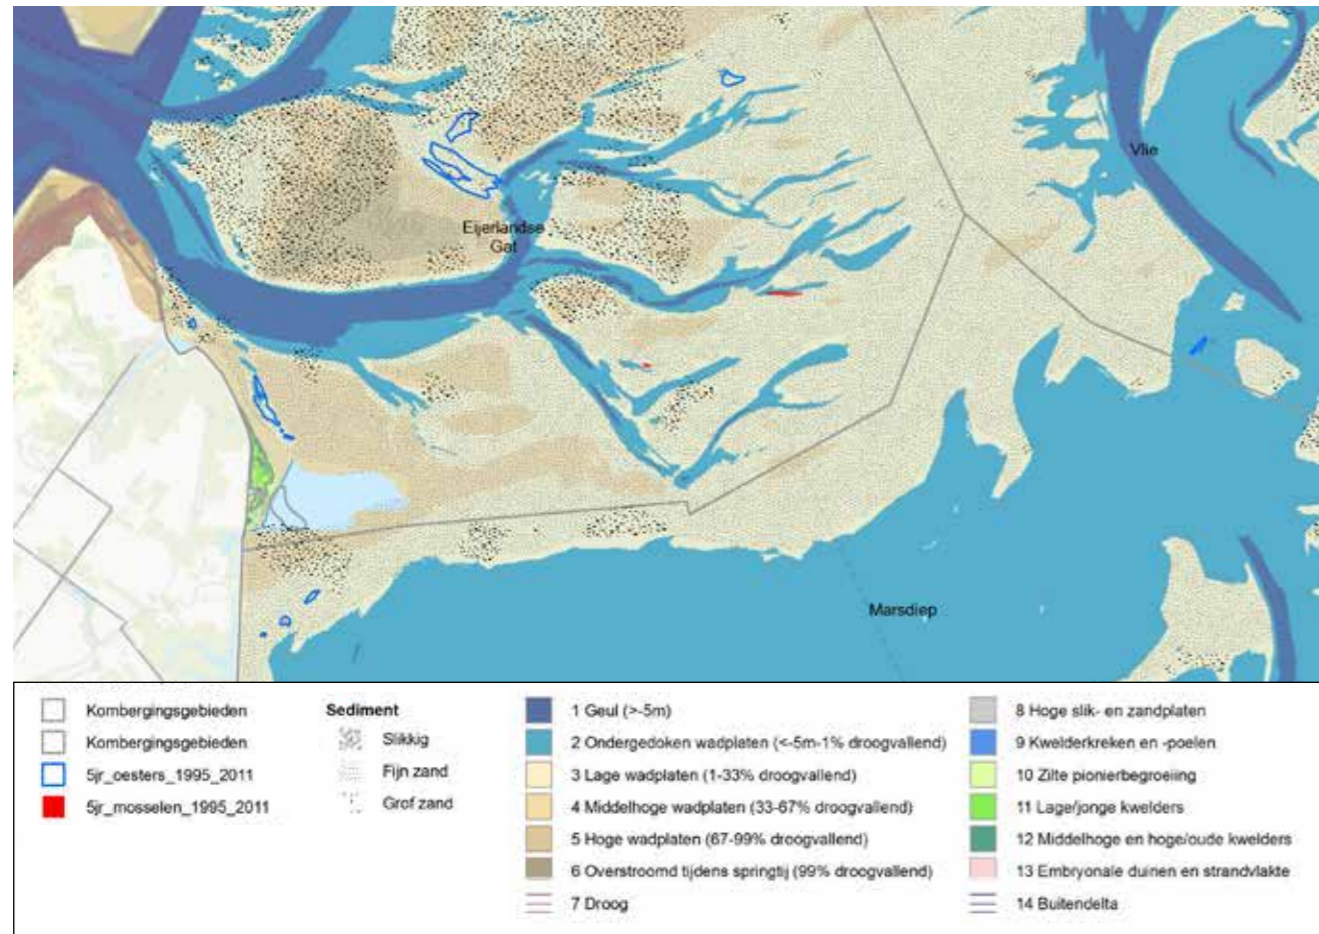 Vlie
Eijerlandse
Gat
Marsdiep
Kombergingsgebieden
Kombergingsgebieden
5jr_oesters_1995_2011
5jr_mosselen_1995_2011
Sediment
Slikkig
Fijn zand
Grof zand
1 Geul (>-5m)
2 Ondergedoken wadplaten (<-5m-1% droogvallend)
3 Lage wadplaten (1-33% droogvallend)
4 Middelhoge wadplaten (33-67% droogvallend)
5 Hoge wadplaten (67-99% droogvallend)
6 Overstroomd tijdens springtij (99% droogvallend)
7 Droog
8 Hoge slik- en zandplaten
9 Kwelderkreken en -poelen
10 Zilte pionierbegroeiing
11 Lage/jonge kwelders
12 Middelhoge en hoge/oude kwelders
13 Embryonale duinen en strandvlakte
14 Buitendelta